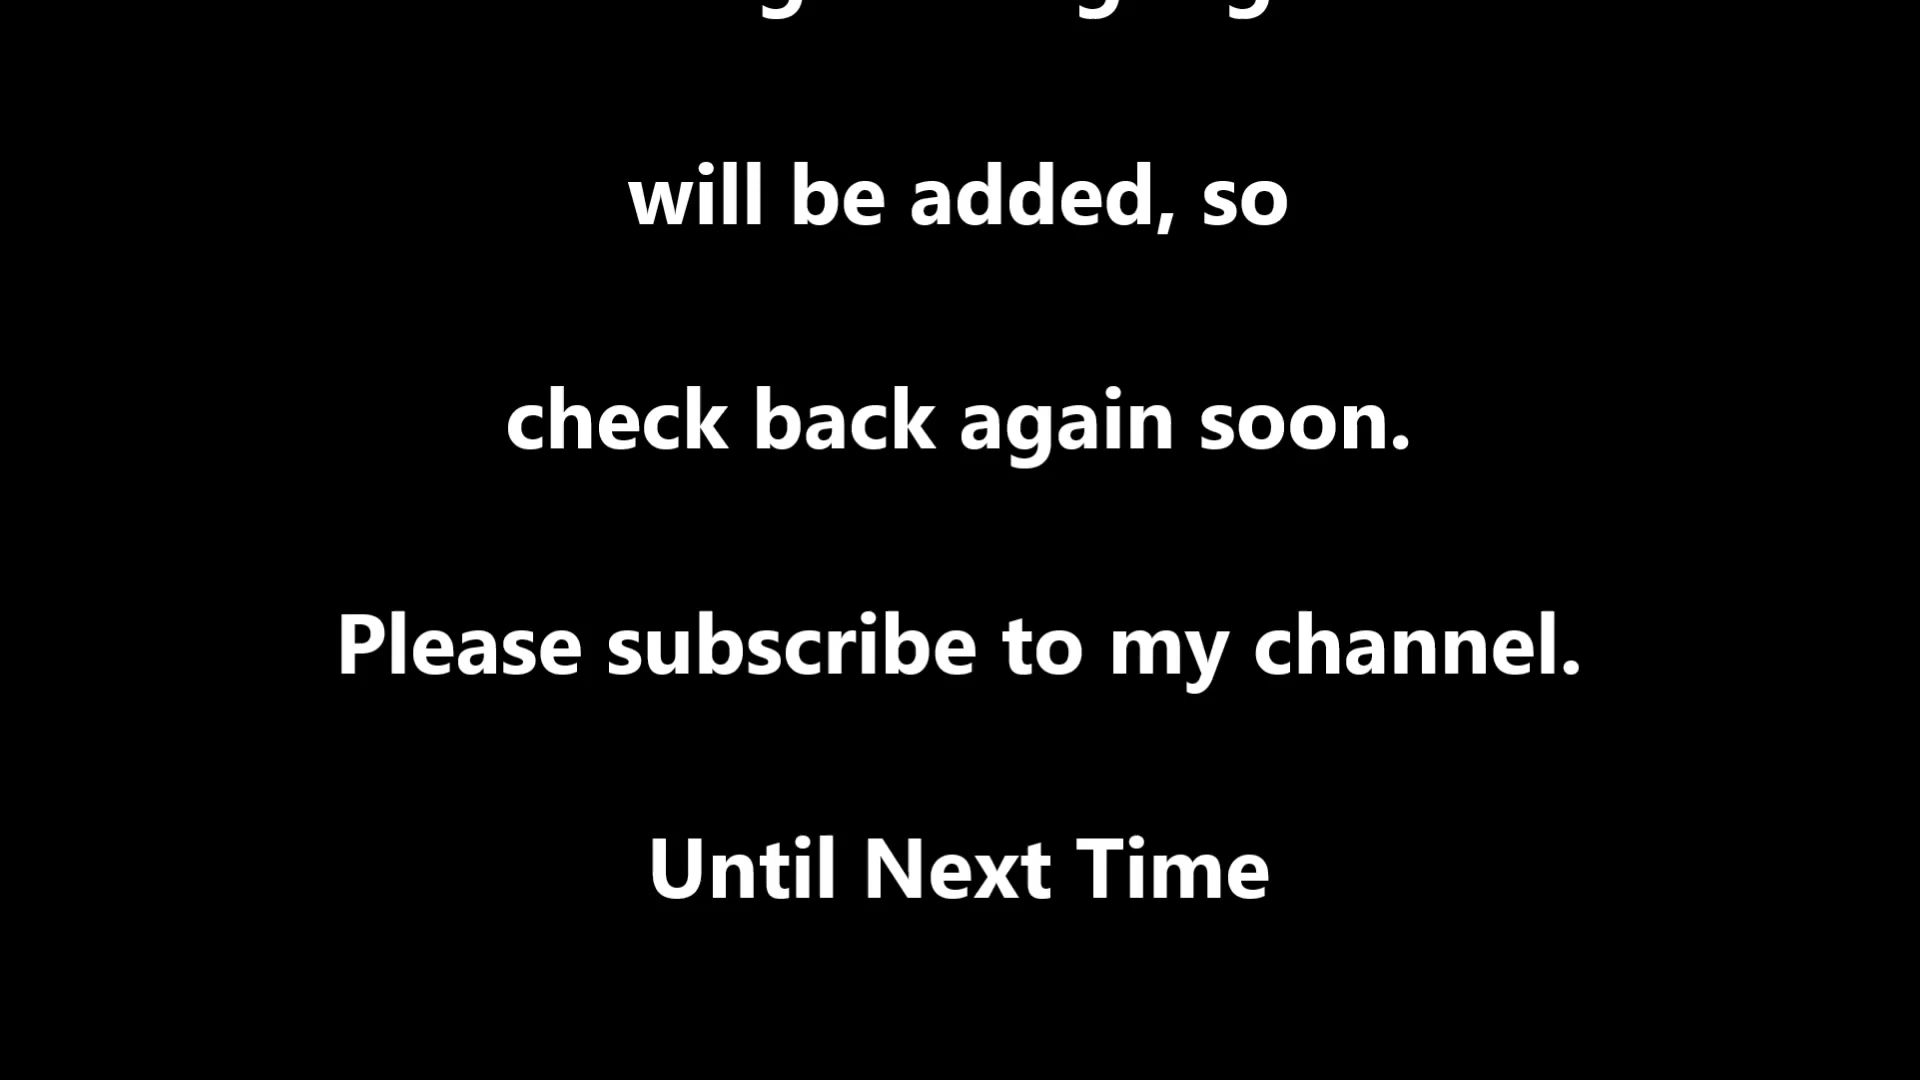 will be added, so
check back again soon.
Please subscribe to my channel.
Until Next Time